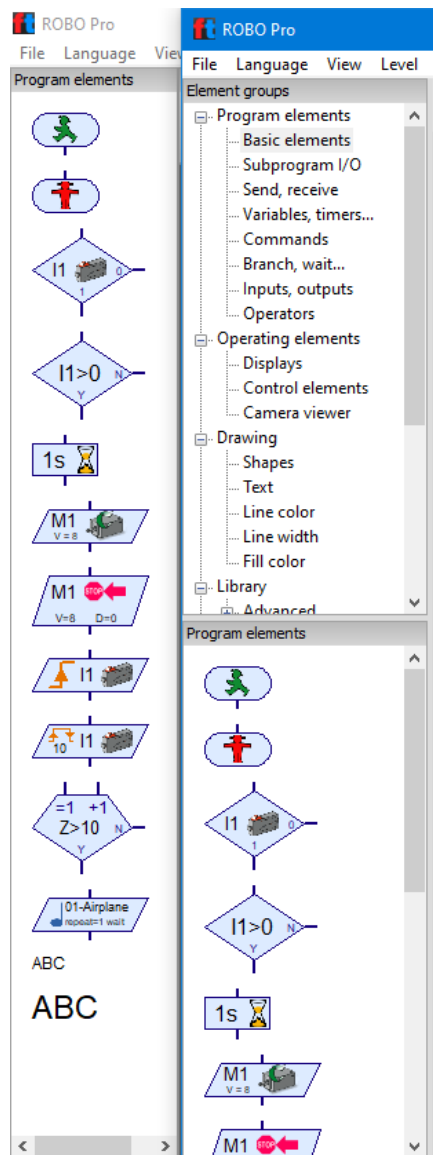 ROBO Pro
File Language View
Program elements
I1 0
1
I1>0 N
Y
1s
M1
V = 8
M1 STOP
V=8 D=0
I1
10 I1
=1 +1
Z>10 N
Y
01-Airplane
repeat=1 wait
ABC
ABC
ROBO Pro
File Language View Level
Element groups
Program elements
Basic elements
Subprogram I/O
Send, receive
Variables, timers...
Commands
Branch, wait...
Inputs, outputs
Operators
Operating elements
Displays
Control elements
Camera viewer
Drawing
Shapes
Text
Line color
Line width
Fill color
Library
Advanced
Program elements
I1 0
1
I1>0 N
Y
1s
M1
V = 8
M1 STOP